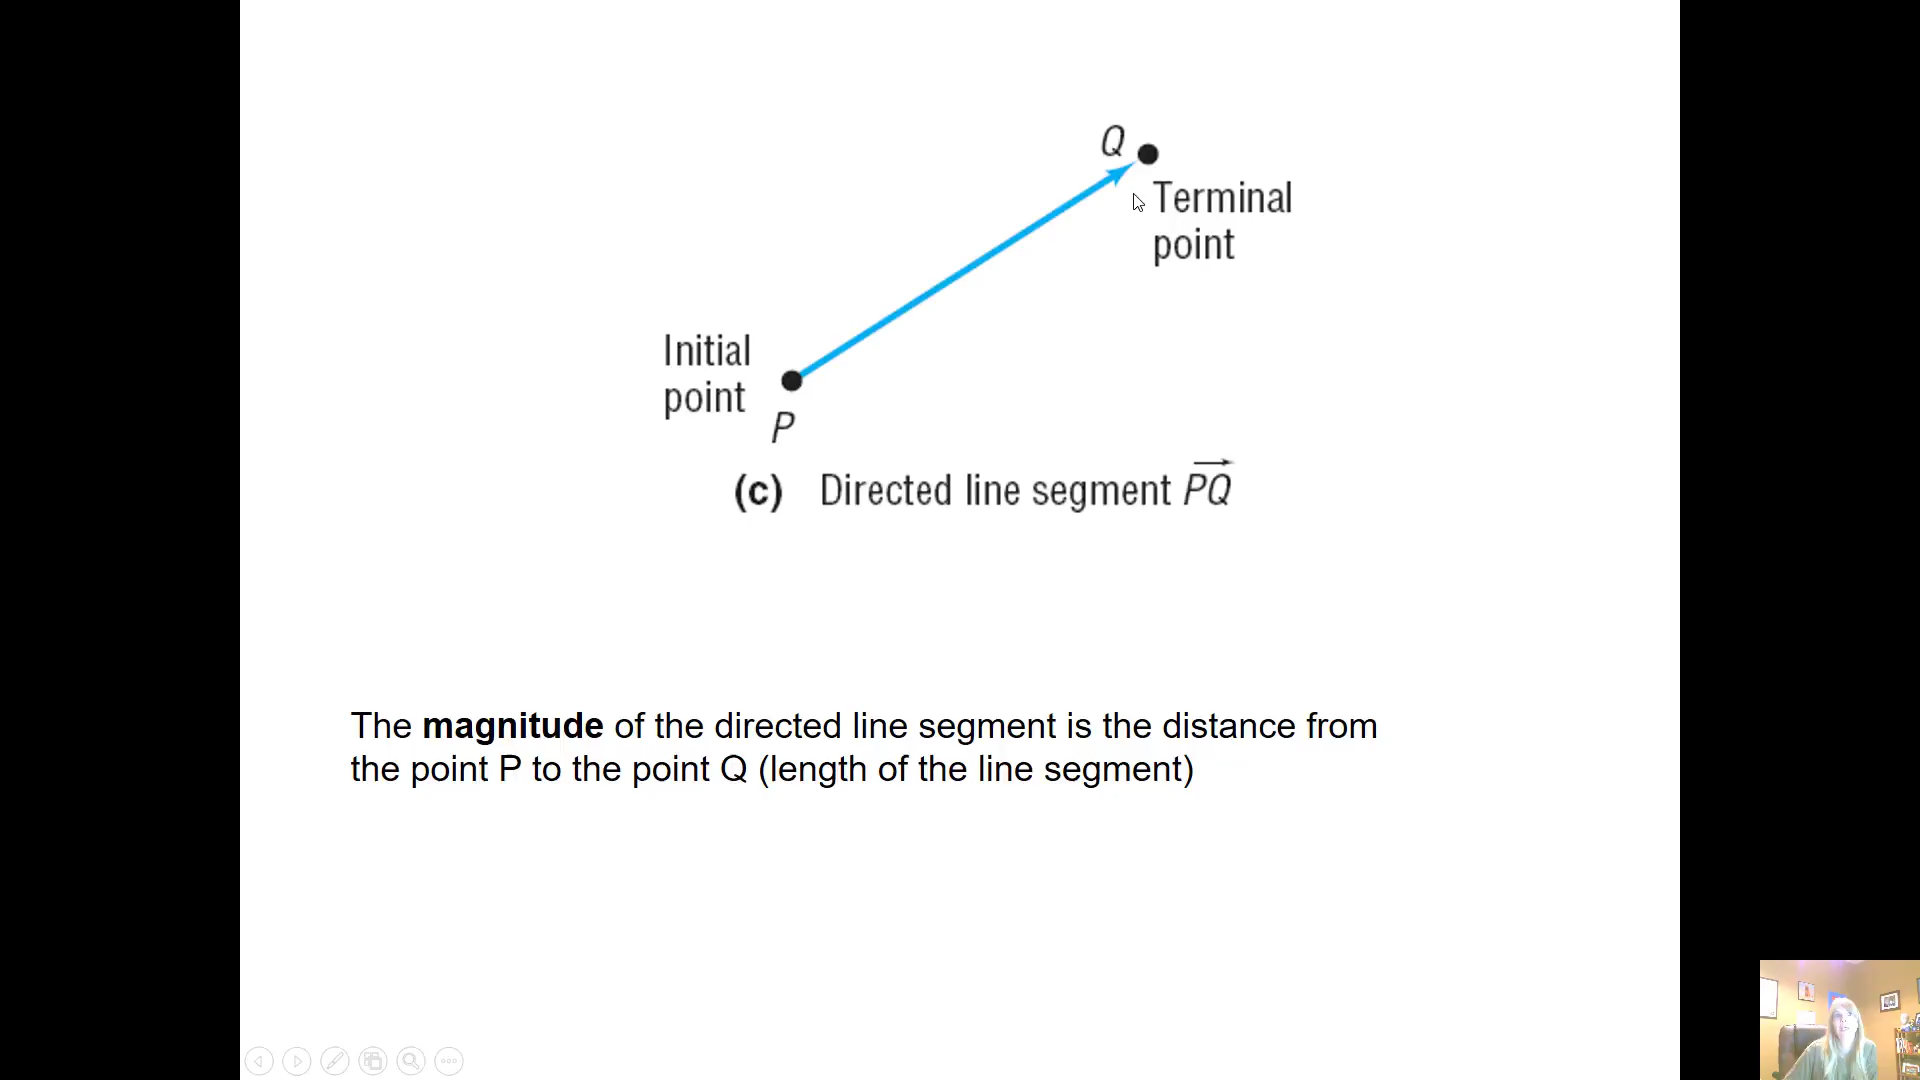 Q
Terminal
point
Initial
point
P
(c) Directed line segment PQ
The magnitude of the directed line segment is the distance from
the point P to the point Q (length of the line segment)